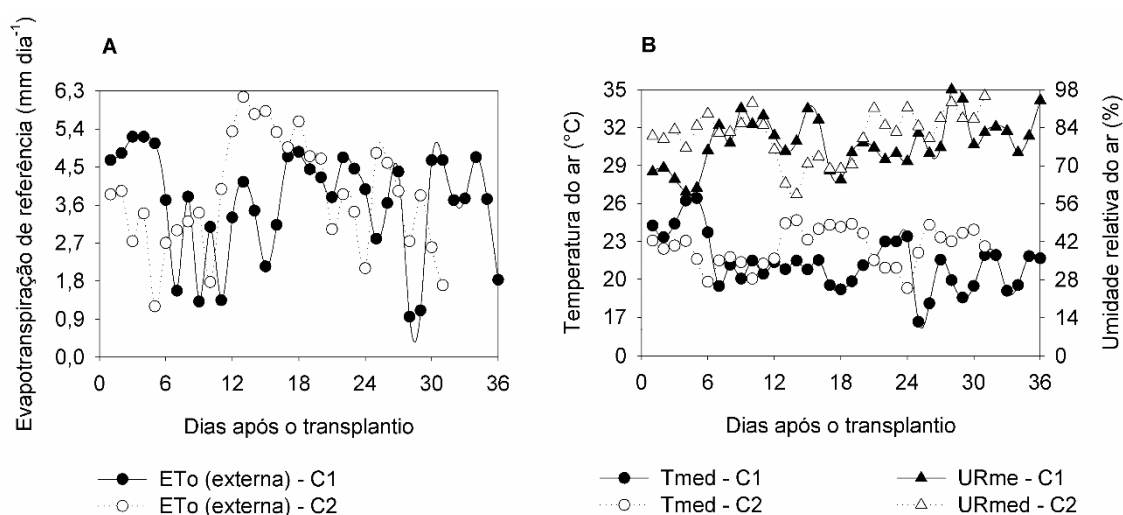 A
Evapotranspiração de referência (mm dia⁻¹)
6,3
5,4
4,5
3,6
2,7
1,8
0,9
0,0
0 6 12 18 24 30 36
Dias após o transplantio
ETo (externa) - C1
ETo (externa) - C2
B
Temperatura do ar (°C)
35
32
29
26
23
20
17
0
98
84
70
56
42
28
14
0
Umidade relativa do ar (%)
0 6 12 18 24 30 36
Dias após o transplantio
Tmed - C1
Tmed - C2
URme - C1
URmed - C2